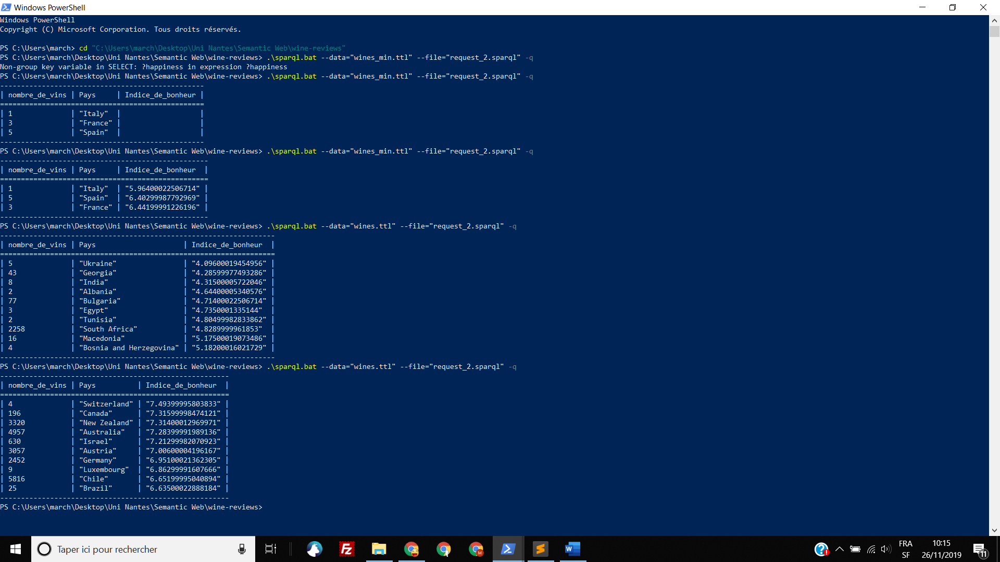 Windows PowerShell
Windows PowerShell
Copyright (C) Microsoft Corporation. Tous droits réservés.
PS C:\Users\march> cd "C:\Users\march\Desktop\Uni Nantes\Semantic Web\wine-reviews"
PS C:\Users\march\Desktop\Uni Nantes\Semantic Web\wine-reviews> .\sparql.bat --data="wines_min.ttl" --file="request_2.sparql" -q
Non-group key variable in SELECT: ?happiness in expression ?happiness
PS C:\Users\march\Desktop\Uni Nantes\Semantic Web\wine-reviews> .\sparql.bat --data="wines_min.ttl" --file="request_2.sparql" -q
-------------------------------------------------
| nombre_de_vins | Pays     | Indice_de_bonheur |
=================================================
| 1              | "Italy"  |                   |
| 3              | "France" |                   |
| 5              | "Spain"  |                   |
-------------------------------------------------
PS C:\Users\march\Desktop\Uni Nantes\Semantic Web\wine-reviews> .\sparql.bat --data="wines_min.ttl" --file="request_2.sparql" -q
--------------------------------------------------
| nombre_de_vins | Pays     | Indice_de_bonheur  |
==================================================
| 1              | "Italy"  | "5.96400022506714" |
| 5              | "Spain"  | "6.40299987792969" |
| 3              | "France" | "6.44199991226196" |
--------------------------------------------------
PS C:\Users\march\Desktop\Uni Nantes\Semantic Web\wine-reviews> .\sparql.bat --data="wines.ttl" --file="request_2.sparql" -q
------------------------------------------------------------------
| nombre_de_vins | Pays                     | Indice_de_bonheur  |
==================================================================
| 5              | "Ukraine"                | "4.09600019454956" |
| 43             | "Georgia"                | "4.28599977493286" |
| 8              | "India"                  | "4.31500005722046" |
| 2              | "Albania"                | "4.64400005340576" |
| 77             | "Bulgaria"               | "4.71400022506714" |
| 3              | "Egypt"                  | "4.7350001335144"  |
| 2              | "Tunisia"                | "4.80499982833862" |
| 2258           | "South Africa"           | "4.8289999961853"  |
| 16             | "Macedonia"              | "5.17500019073486" |
| 4              | "Bosnia and Herzegovina" | "5.18200016021729" |
------------------------------------------------------------------
PS C:\Users\march\Desktop\Uni Nantes\Semantic Web\wine-reviews> .\sparql.bat --data="wines.ttl" --file="request_2.sparql" -q
-------------------------------------------------------
| nombre_de_vins | Pays          | Indice_de_bonheur  |
=======================================================
| 4              | "Switzerland" | "7.49399995803833" |
| 196            | "Canada"      | "7.31599998474121" |
| 3320           | "New Zealand" | "7.31400012969971" |
| 4957           | "Australia"   | "7.28399991989136" |
| 630            | "Israel"      | "7.21299982070923" |
| 3057           | "Austria"     | "7.00600004196167" |
| 2452           | "Germany"     | "6.95100021362305" |
| 9              | "Luxembourg"  | "6.86299991607666" |
| 5816           | "Chile"       | "6.65199995040894" |
| 25             | "Brazil"      | "6.63500022888184" |
-------------------------------------------------------
PS C:\Users\march\Desktop\Uni Nantes\Semantic Web\wine-reviews>
Taper ici pour rechercher
FRA
SF
10:15
26/11/2019
11